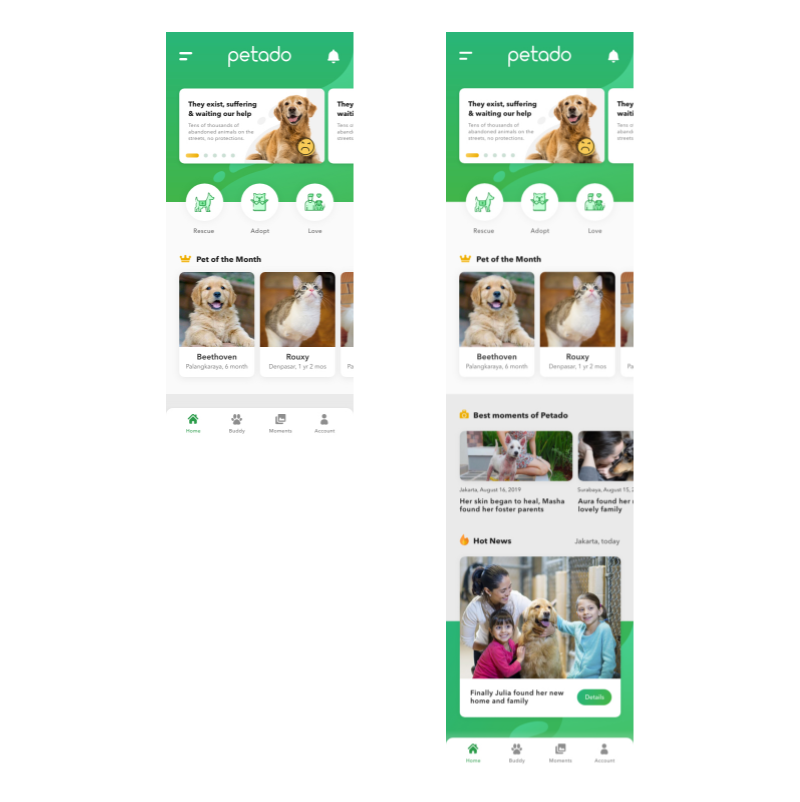 petado
They exist, suffering
& waiting our help
Tens of thousands of
abandoned animals on the
streets, no protections.
They
waiti
Tens o
aband
streets
Rescue
Adopt
Love
Pet of the Month
Beethoven
Palangkaraya, 6 month
Rouxy
Denpasar, 1 yr 2 mos
Pa
Home
Buddy
Moments
Account
petado
They exist, suffering
& waiting our help
Tens of thousands of
abandoned animals on the
streets, no protections.
They
waiti
Tens o
aband
streets
Rescue
Adopt
Love
Pet of the Month
Beethoven
Palangkaraya, 6 month
Rouxy
Denpasar, 1 yr 2 mos
Pa
Best moments of Petado
Jakarta, August 16, 2019
Her skin began to heal, Masha
found her foster parents
Surabaya, August 15, 2
Aura found her
lovely family
Hot News
Jakarta, today
Finally Julia found her new
home and family
Details
Home
Buddy
Moments
Account